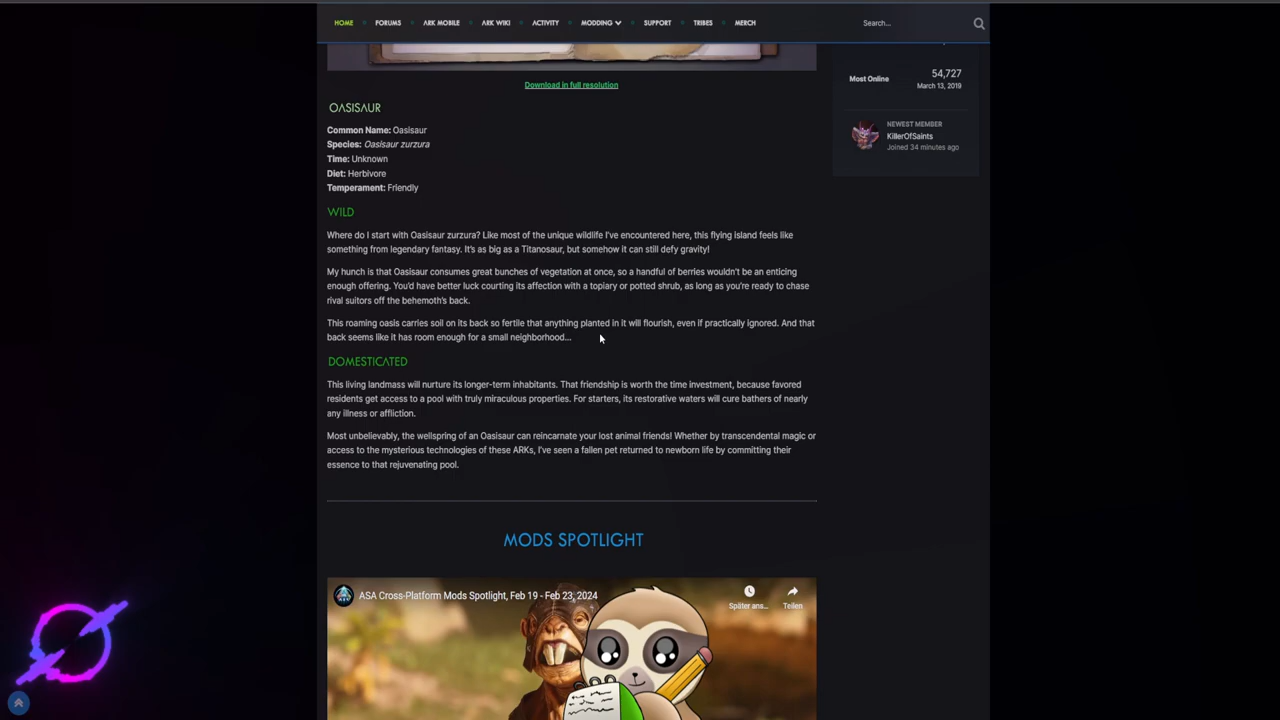 HOME
FORUMS
ARK MOBILE
ARK WIKI
ACTIVITY
MODDING
SUPPORT
TRIBES
MERCH
Search...
Download in full resolution
Most Online
54,727
March 13, 2019
NEWEST MEMBER
KillerOfSaints
Joined 34 minutes ago
OASISAUR
Common Name: Oasisaur
Species: Oasisaur zurzura
Time: Unknown
Diet: Herbivore
Temperament: Friendly
WILD
Where do I start with Oasisaur zurzura? Like most of the unique wildlife I've encountered here, this flying island feels like
something from legendary fantasy. It's as big as a Titanosaur, but somehow it can still defy gravity!
My hunch is that Oasisaur consumes great bunches of vegetation at once, so a handful of berries wouldn't be an enticing
enough offering. You'd have better luck courting its affection with a topiary or potted shrub, as long as you're ready to chase
rival suitors off the behemoth's back.
This roaming oasis carries soil on its back so fertile that anything planted in it will flourish, even if practically ignored. And that
back seems like it has room enough for a small neighborhood...
DOMESTICATED
This living landmass will nurture its longer-term inhabitants. That friendship is worth the time investment, because favored
residents get access to a pool with truly miraculous properties. For starters, its restorative waters will cure bathers of nearly
any illness or affliction.
Most unbelievably, the wellspring of an Oasisaur can reincarnate your lost animal friends! Whether by transcendental magic or
access to the mysterious technologies of these ARKs, I've seen a fallen pet returned to newborn life by committing their
essence to that rejuvenating pool.
MODS SPOTLIGHT
ASA Cross-Platform Mods Spotlight, Feb 19 - Feb 23, 2024
Später ans...
Teilen